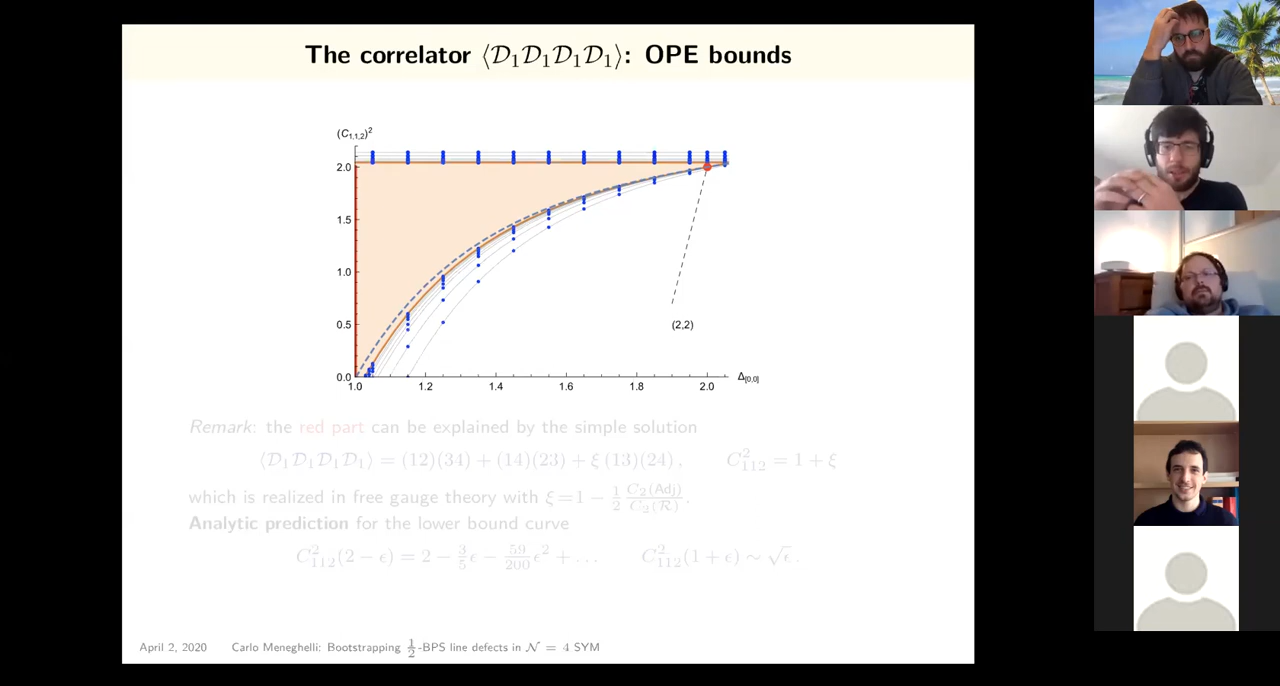 The correlator ⟨𝒟₁𝒟₁𝒟₁𝒟₁⟩: OPE bounds
(C₁,₁,₂)²
2.0
1.5
1.0
0.5
0.0
(2,2)
1.0 1.2 1.4 1.6 1.8 2.0 Δ[0,0]
Remark: the red part can be explained by the simple solution
⟨𝒟₁𝒟₁𝒟₁𝒟₁⟩ = (12)(34) + (14)(23) + ξ (13)(24) , C²₁₁₂ = 1 + ξ
which is realized in free gauge theory with ξ = 1 − 1/2 C₂(Adj)/C₂(ℛ).
Analytic prediction for the lower bound curve
C²₁₁₂(2 − ϵ) = 2 − 3/5 ϵ − 59/200 ϵ² + . . . C²₁₁₂(1 + ϵ) ∼ √ϵ .
April 2, 2020 Carlo Meneghelli: Bootstrapping 1/2-BPS line defects in 𝒩 = 4 SYM